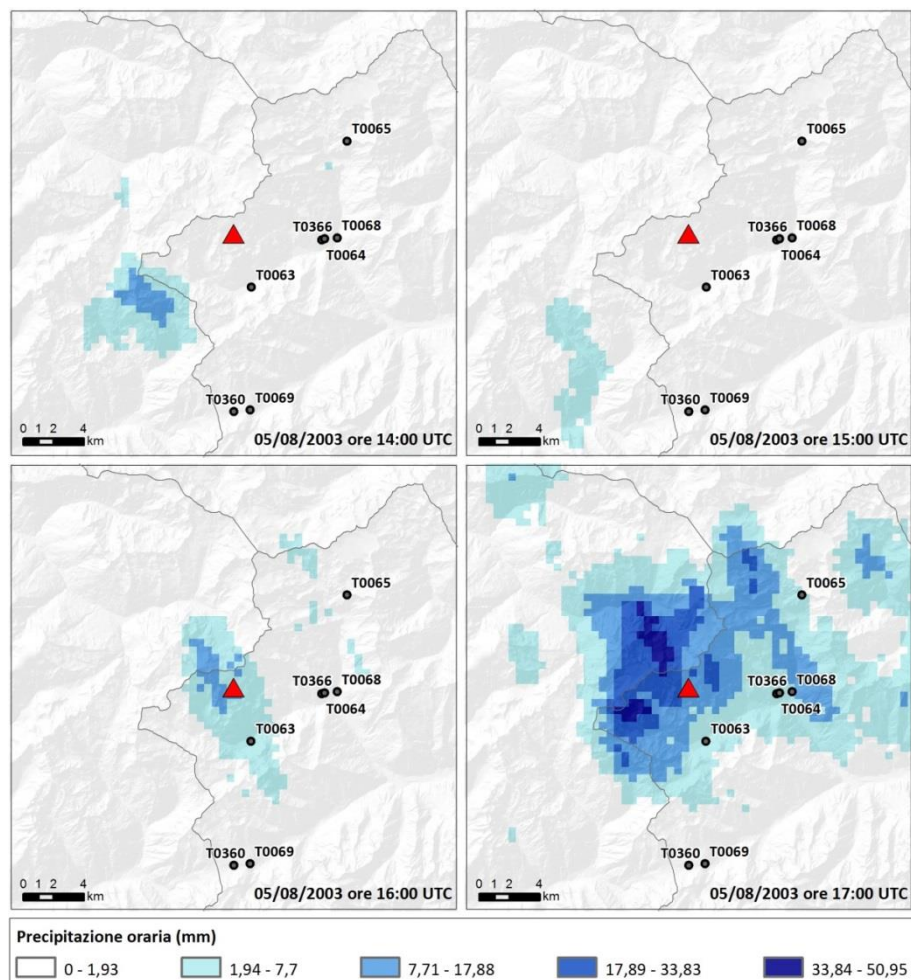 T0065
T0366
T0068
T0064
T0063
T0360
T0069
0 1 2 4
km
05/08/2003 ore 14:00 UTC
T0065
T0366
T0068
T0064
T0063
T0360
T0069
0 1 2 4
km
05/08/2003 ore 15:00 UTC
T0065
T0366
T0068
T0064
T0063
T0360
T0069
0 1 2 4
km
05/08/2003 ore 16:00 UTC
T0065
T0366
T0068
T0064
T0063
T0360
T0069
0 1 2 4
km
05/08/2003 ore 17:00 UTC
Precipitazione oraria (mm)
0 - 1,93 1,94 - 7,7 7,71 - 17,88 17,89 - 33,83 33,84 - 50,95